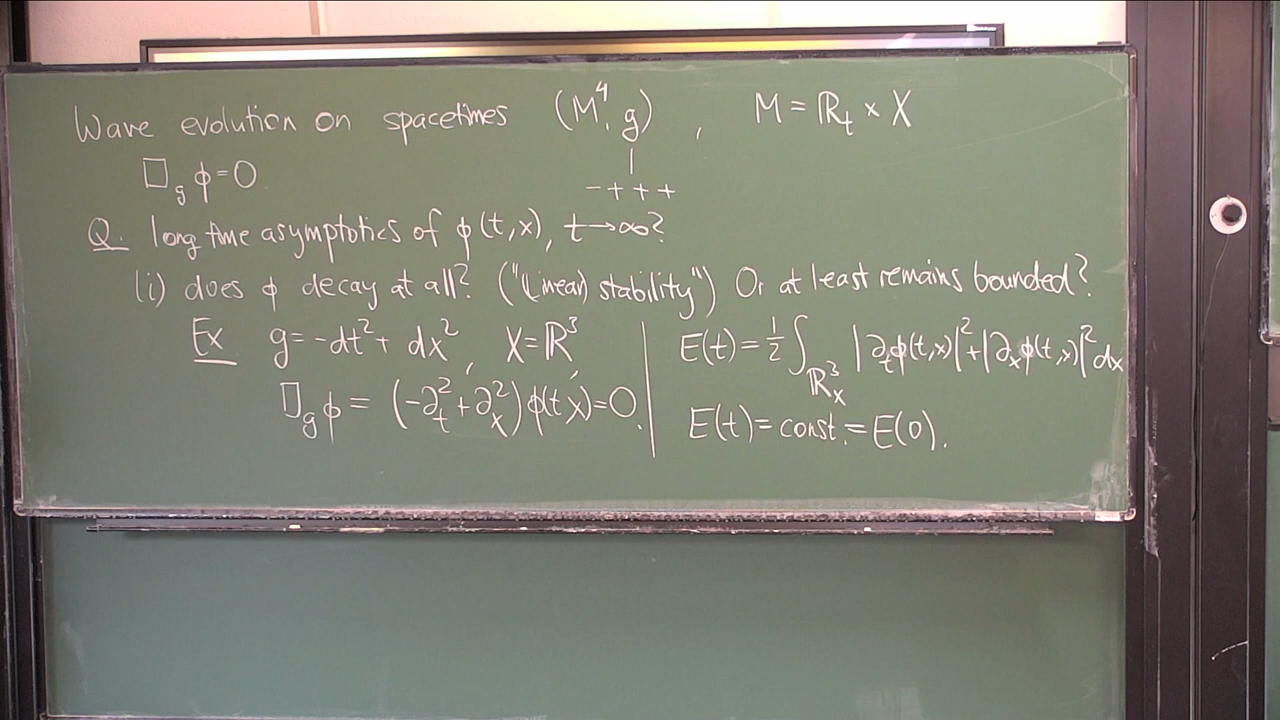 Wave evolution on spacetimes (M⁴, g), M = ℝ_t × X
□_g ϕ = 0
- + + +
Q. long time asymptotics of ϕ(t,x), t→∞?
(i) does ϕ decay at all? ("(Linear) stability") Or at least remains bounded?
Ex g = -dt² + dx², X = ℝ³,
□_g ϕ = (-∂_t² + ∂_x²) ϕ(t,x) = 0.
E(t) = 1/2 ∫_{ℝ³_x} |∂_tϕ(t,x)|² + |∂_xϕ(t,x)|² dx
E(t) = const. = E(0).